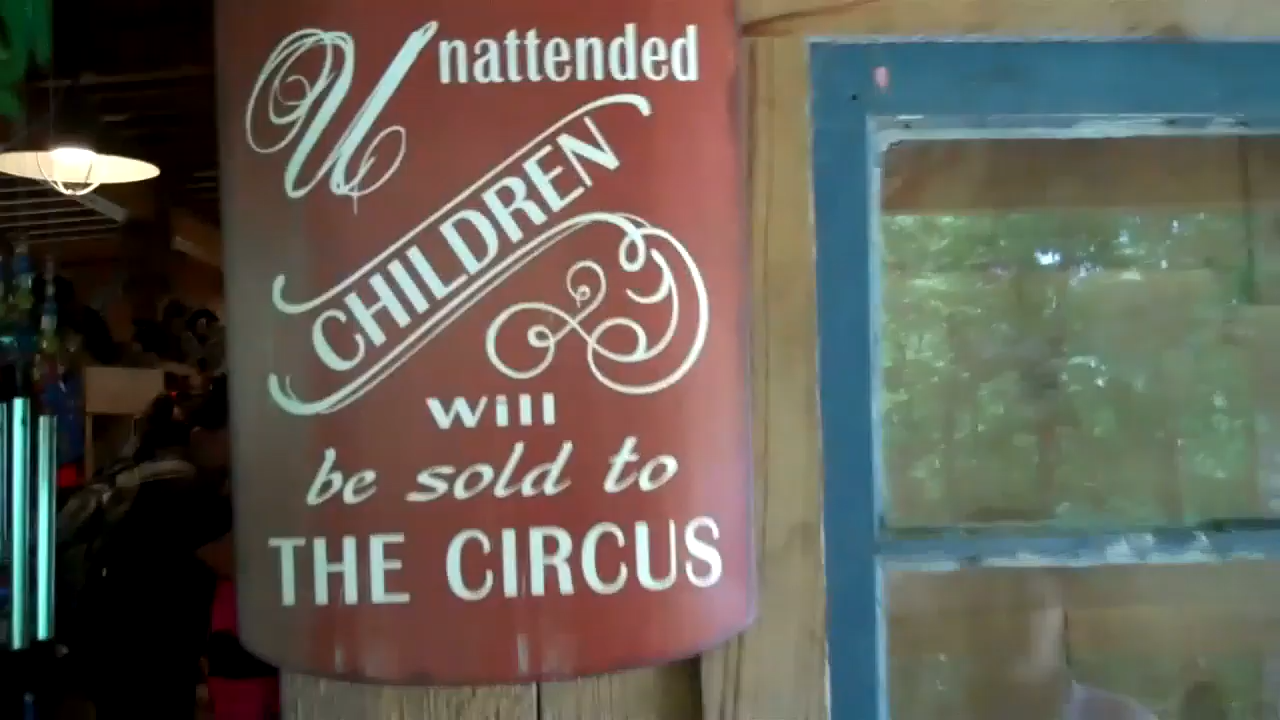 Unattended
CHILDREN
will
be sold to
THE CIRCUS